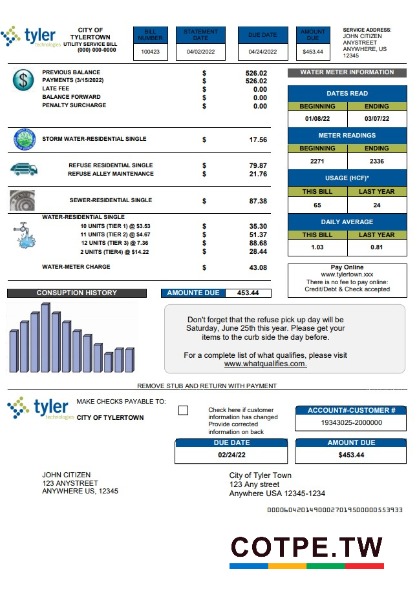 tyler
technologies
CITY OF
TYLERTOWN
UTILITY SERVICE BILL
(000) 000-0000
BILL NUMBER
100423
STATEMENT DATE
04/02/2022
DUE DATE
04/24/2022
AMOUNT DUE
$453.44
SERVICE ADDRESS:
JOHN CITIZEN
ANYSTREET
ANYWHERE, US
12345
PREVIOUS BALANCE $ 526.02
PAYMENTS (3/15/2022) $ 526.02
LATE FEE $ 0.00
BALANCE FORWARD $ 0.00
PENALTY SURCHARGE $ 0.00
STORM WATER-RESIDENTIAL SINGLE $ 17.56
REFUSE RESIDENTIAL SINGLE $ 79.87
REFUSE ALLEY MAINTENANCE $ 21.76
SEWER-RESIDENTIAL SINGLE $ 87.38
WATER-RESIDENTIAL SINGLE
10 UNITS (TIER 1) @ $3.53 $ 35.30
11 UNITS (TIER 2) @ $4.67 $ 51.37
12 UNITS (TIER 3) @ 7.36 $ 88.68
2 UNITS (TIER4) @ $14.22 $ 28.44
WATER-METER CHARGE $ 43.08
WATER METER INFORMATION
DATES READ
BEGINNING ENDING
01/08/22 03/07/22
METER READINGS
BEGINNING ENDING
2271 2336
USAGE (HCF)*
THIS BILL LAST YEAR
65 24
DAILY AVERAGE
THIS BILL LAST YEAR
1.03 0.81
Pay Online
www.tylertown.xxx
There is no fee to pay online:
Credit/Debit & Check accepted
CONSUPTION HISTORY
AMOUNTE DUE 453.44
Don't forget that the refuse pick up day will be
Saturday, June 25th this year. Please get your
items to the curb side the day before.
For a complete list of what qualifies, please visit
www.whatqualifies.com.
REMOVE STUB AND RETURN WITH PAYMENT
tyler
technologies
MAKE CHECKS PAYABLE TO:
CITY OF TYLERTOWN
Check here if customer
information has changed
Provide corrected
information on back
ACCOUNT#-CUSTOMER #
19343025-2000000
DUE DATE
02/24/22
AMOUNT DUE
$453.44
JOHN CITIZEN
123 ANYSTREET
ANYWHERE US, 12345
City of Tyler Town
123 Any street
Anywhere USA 12345-1234
COTPE.TW